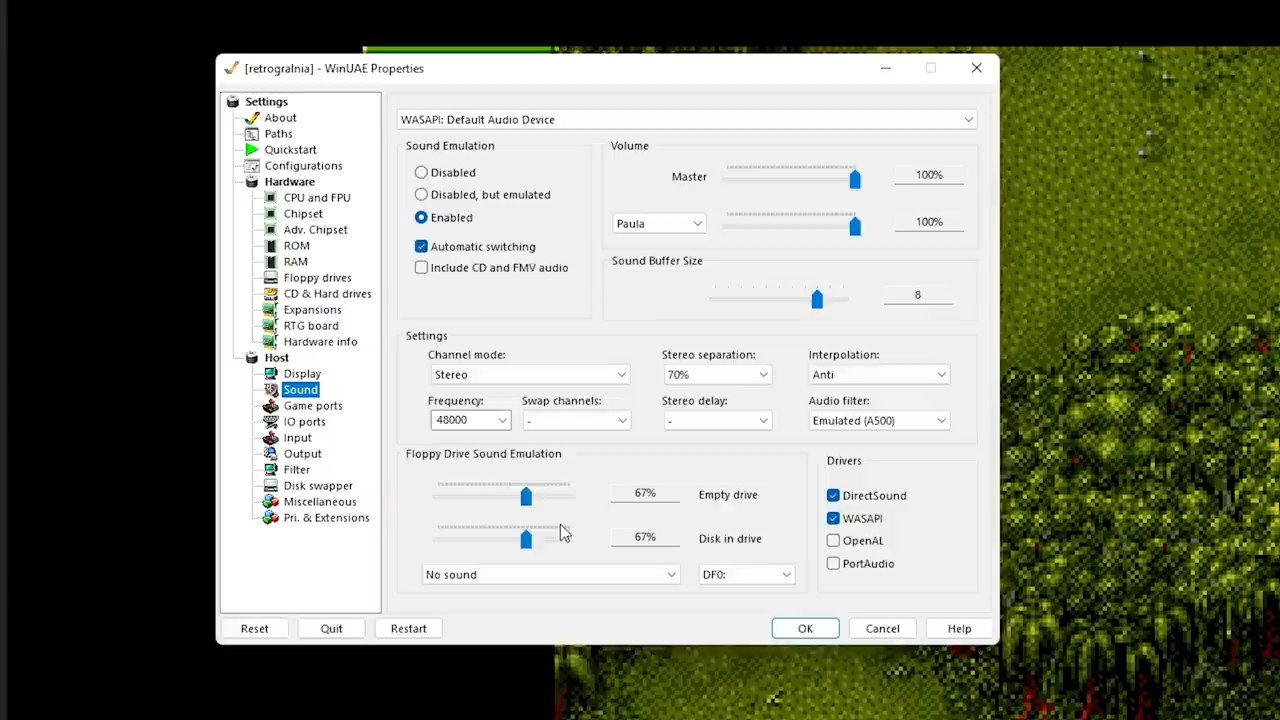 [retrogralnia] - WinUAE Properties
Settings
About
Paths
Quickstart
Configurations
Hardware
CPU and FPU
Chipset
Adv. Chipset
ROM
RAM
Floppy drives
CD & Hard drives
Expansions
RTG board
Hardware info
Host
Display
Sound
Game ports
IO ports
Input
Output
Filter
Disk swapper
Miscellaneous
Pri. & Extensions
WASAPI: Default Audio Device
Sound Emulation
Disabled
Disabled, but emulated
Enabled
Automatic switching
Include CD and FMV audio
Volume
Master 100%
Paula 100%
Sound Buffer Size
8
Settings
Channel mode: Stereo separation: Interpolation:
Stereo 70% Anti
Frequency: Swap channels: Stereo delay: Audio filter:
48000 - - Emulated (A500)
Floppy Drive Sound Emulation
67% Empty drive
67% Disk in drive
No sound DF0:
Drivers
DirectSound
WASAPI
OpenAL
PortAudio
Reset Quit Restart OK Cancel Help